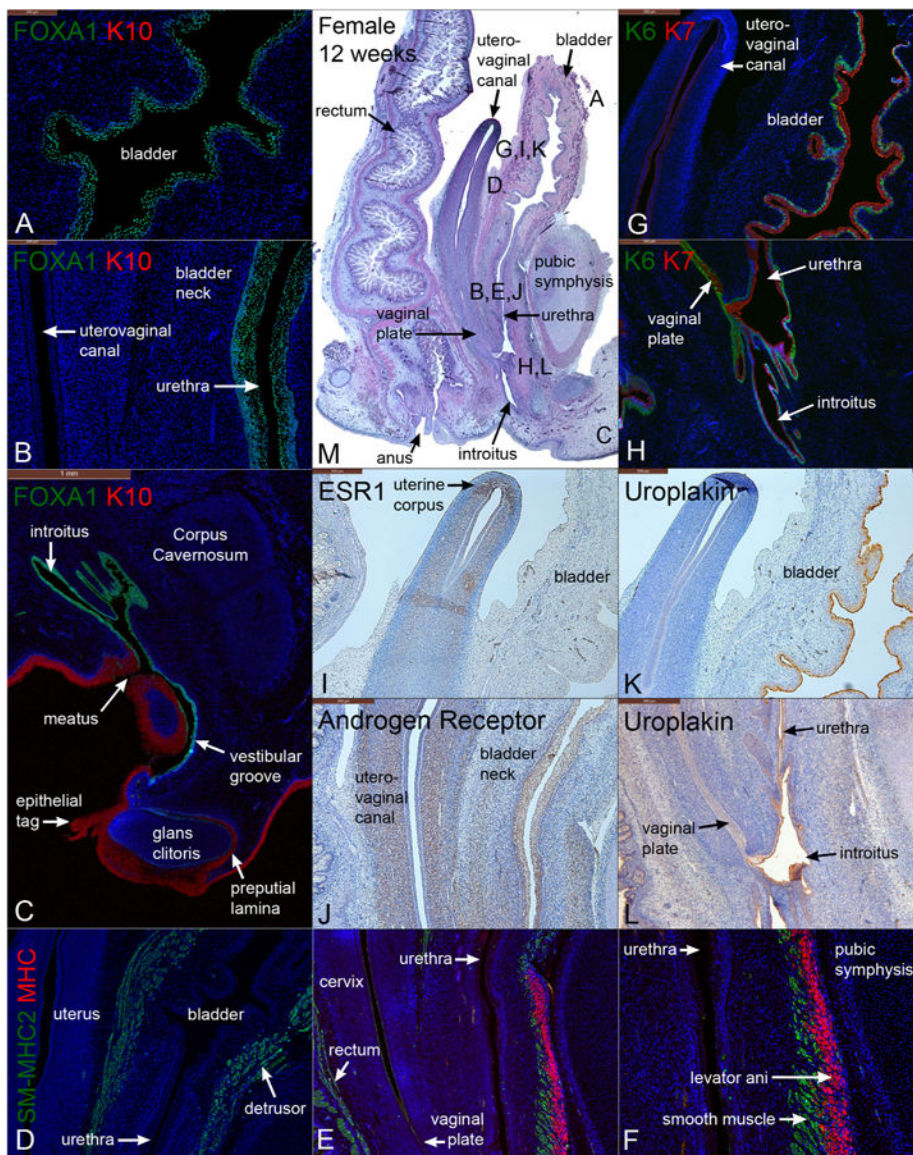 FOXA1 K10
bladder
A
FOXA1 K10
bladder
neck
uterovaginal
canal
urethra
B
Female
12 weeks
utero-
vaginal
canal
bladder
rectum
A
G,I,K
D
pubic
symphysis
B,E,J
vaginal
plate
urethra
H,L
C
M
anus
introitus
K6 K7
utero-
vaginal
canal
bladder
G
K6 K7
urethra
vaginal
plate
introitus
H
1 mm
FOXA1 K10
introitus
Corpus
Cavernosum
meatus
vestibular
groove
epithelial
tag
glans
clitoris
preputial
lamina
C
ESR1
uterine
corpus
bladder
I
Uroplakin
bladder
K
Androgen Receptor
utero-
vaginal
canal
bladder
neck
J
Uroplakin
urethra
vaginal
plate
introitus
L
SM-MHC2 MHC
uterus
bladder
detrusor
urethra
D
cervix
urethra
rectum
vaginal
plate
E
urethra
pubic
symphysis
levator ani
smooth muscle
F